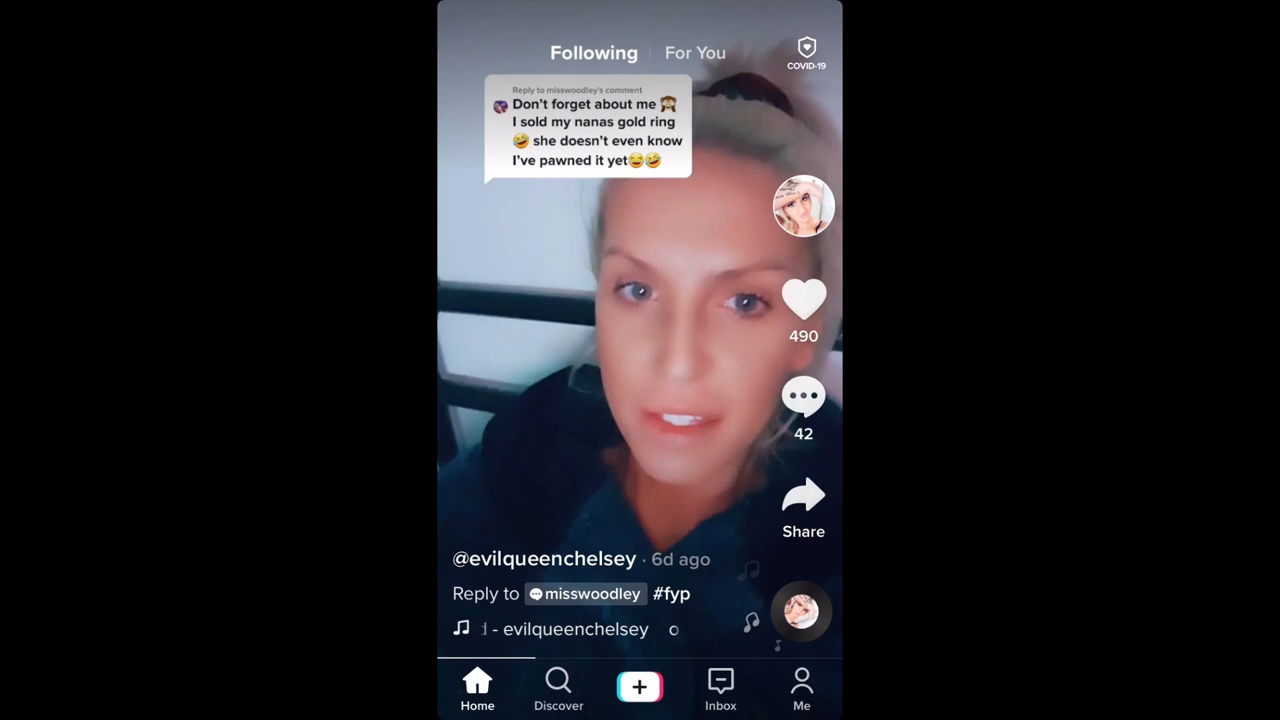 Following For You
COVID-19
Reply to misswoodley's comment
Don't forget about me 🙈
I sold my nanas gold ring
🤣 she doesn't even know
I've pawned it yet😂🤣
490
42
Share
@evilqueenchelsey · 6d ago
Reply to misswoodley #fyp
- evilqueenchelsey
Home Discover Inbox Me